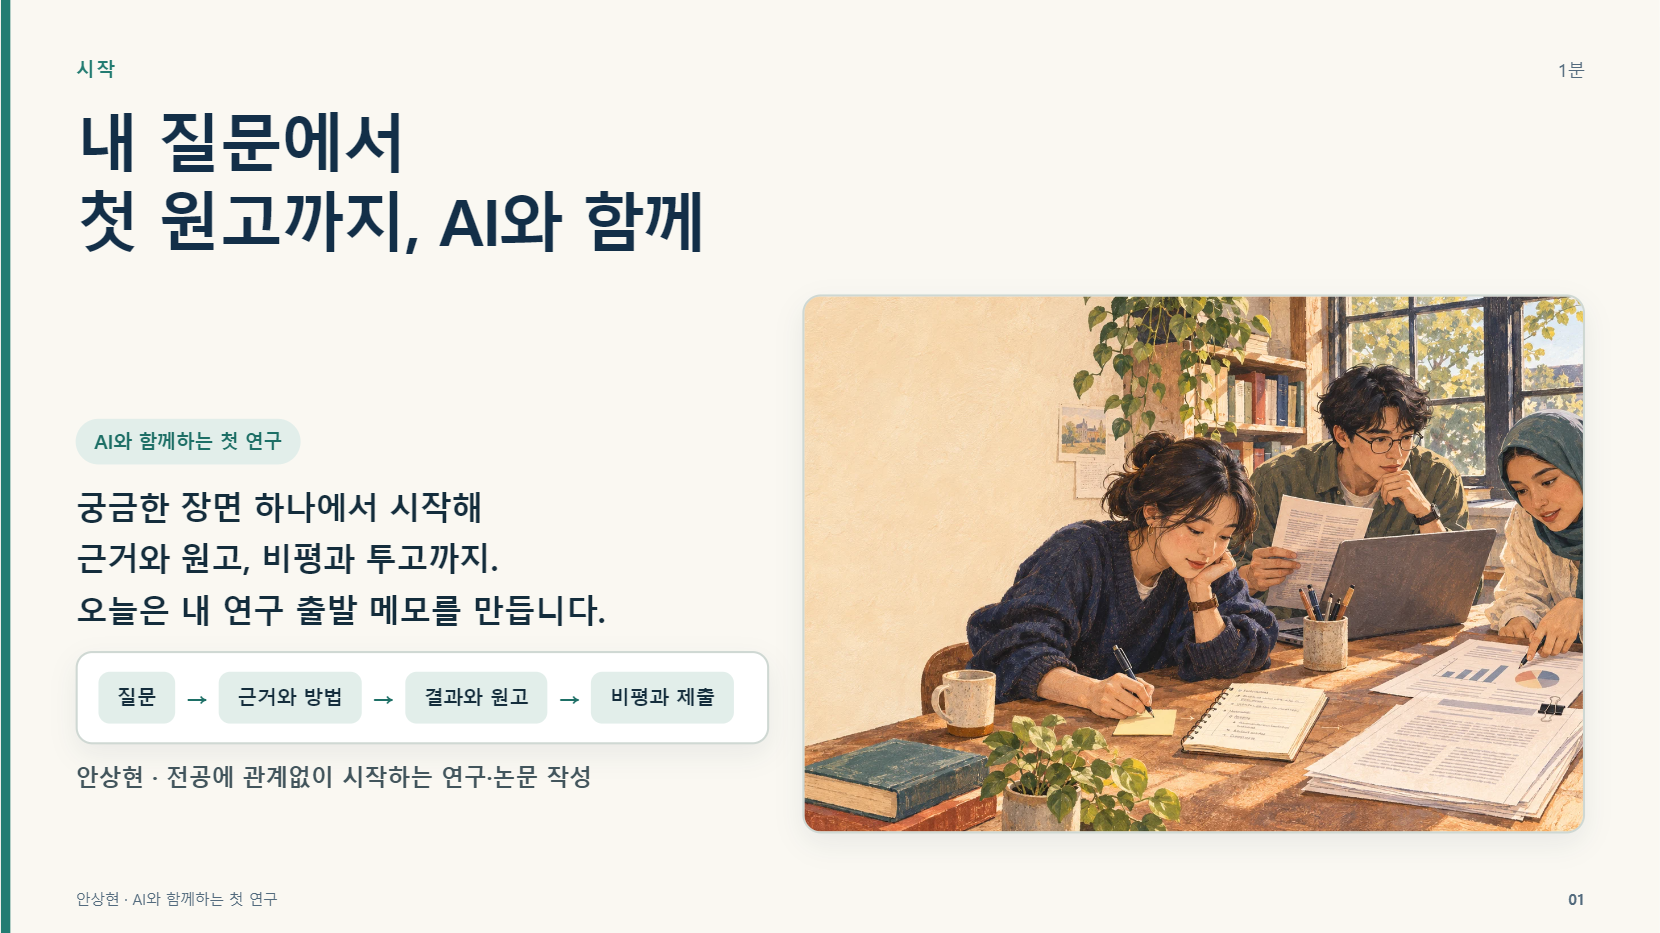 시작
1분
내 질문에서
첫 원고까지, AI와 함께
AI와 함께하는 첫 연구
궁금한 장면 하나에서 시작해
근거와 원고, 비평과 투고까지.
오늘은 내 연구 출발 메모를 만듭니다.
질문 → 근거와 방법 → 결과와 원고 → 비평과 제출
안상현 · 전공에 관계없이 시작하는 연구·논문 작성
안상현 · AI와 함께하는 첫 연구
01